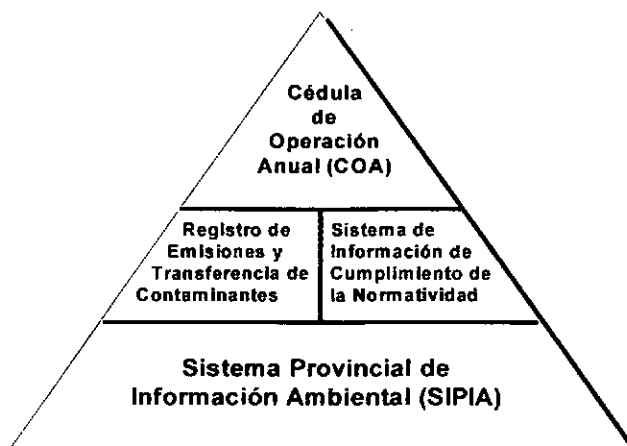 Cédula
de
Operación
Anual (COA)
Registro de
Emisiones y
Transferencia de
Contaminantes
Sistema de
Información de
Cumplimiento de
la Normatividad
Sistema Provincial de
Información Ambiental (SIPIA)